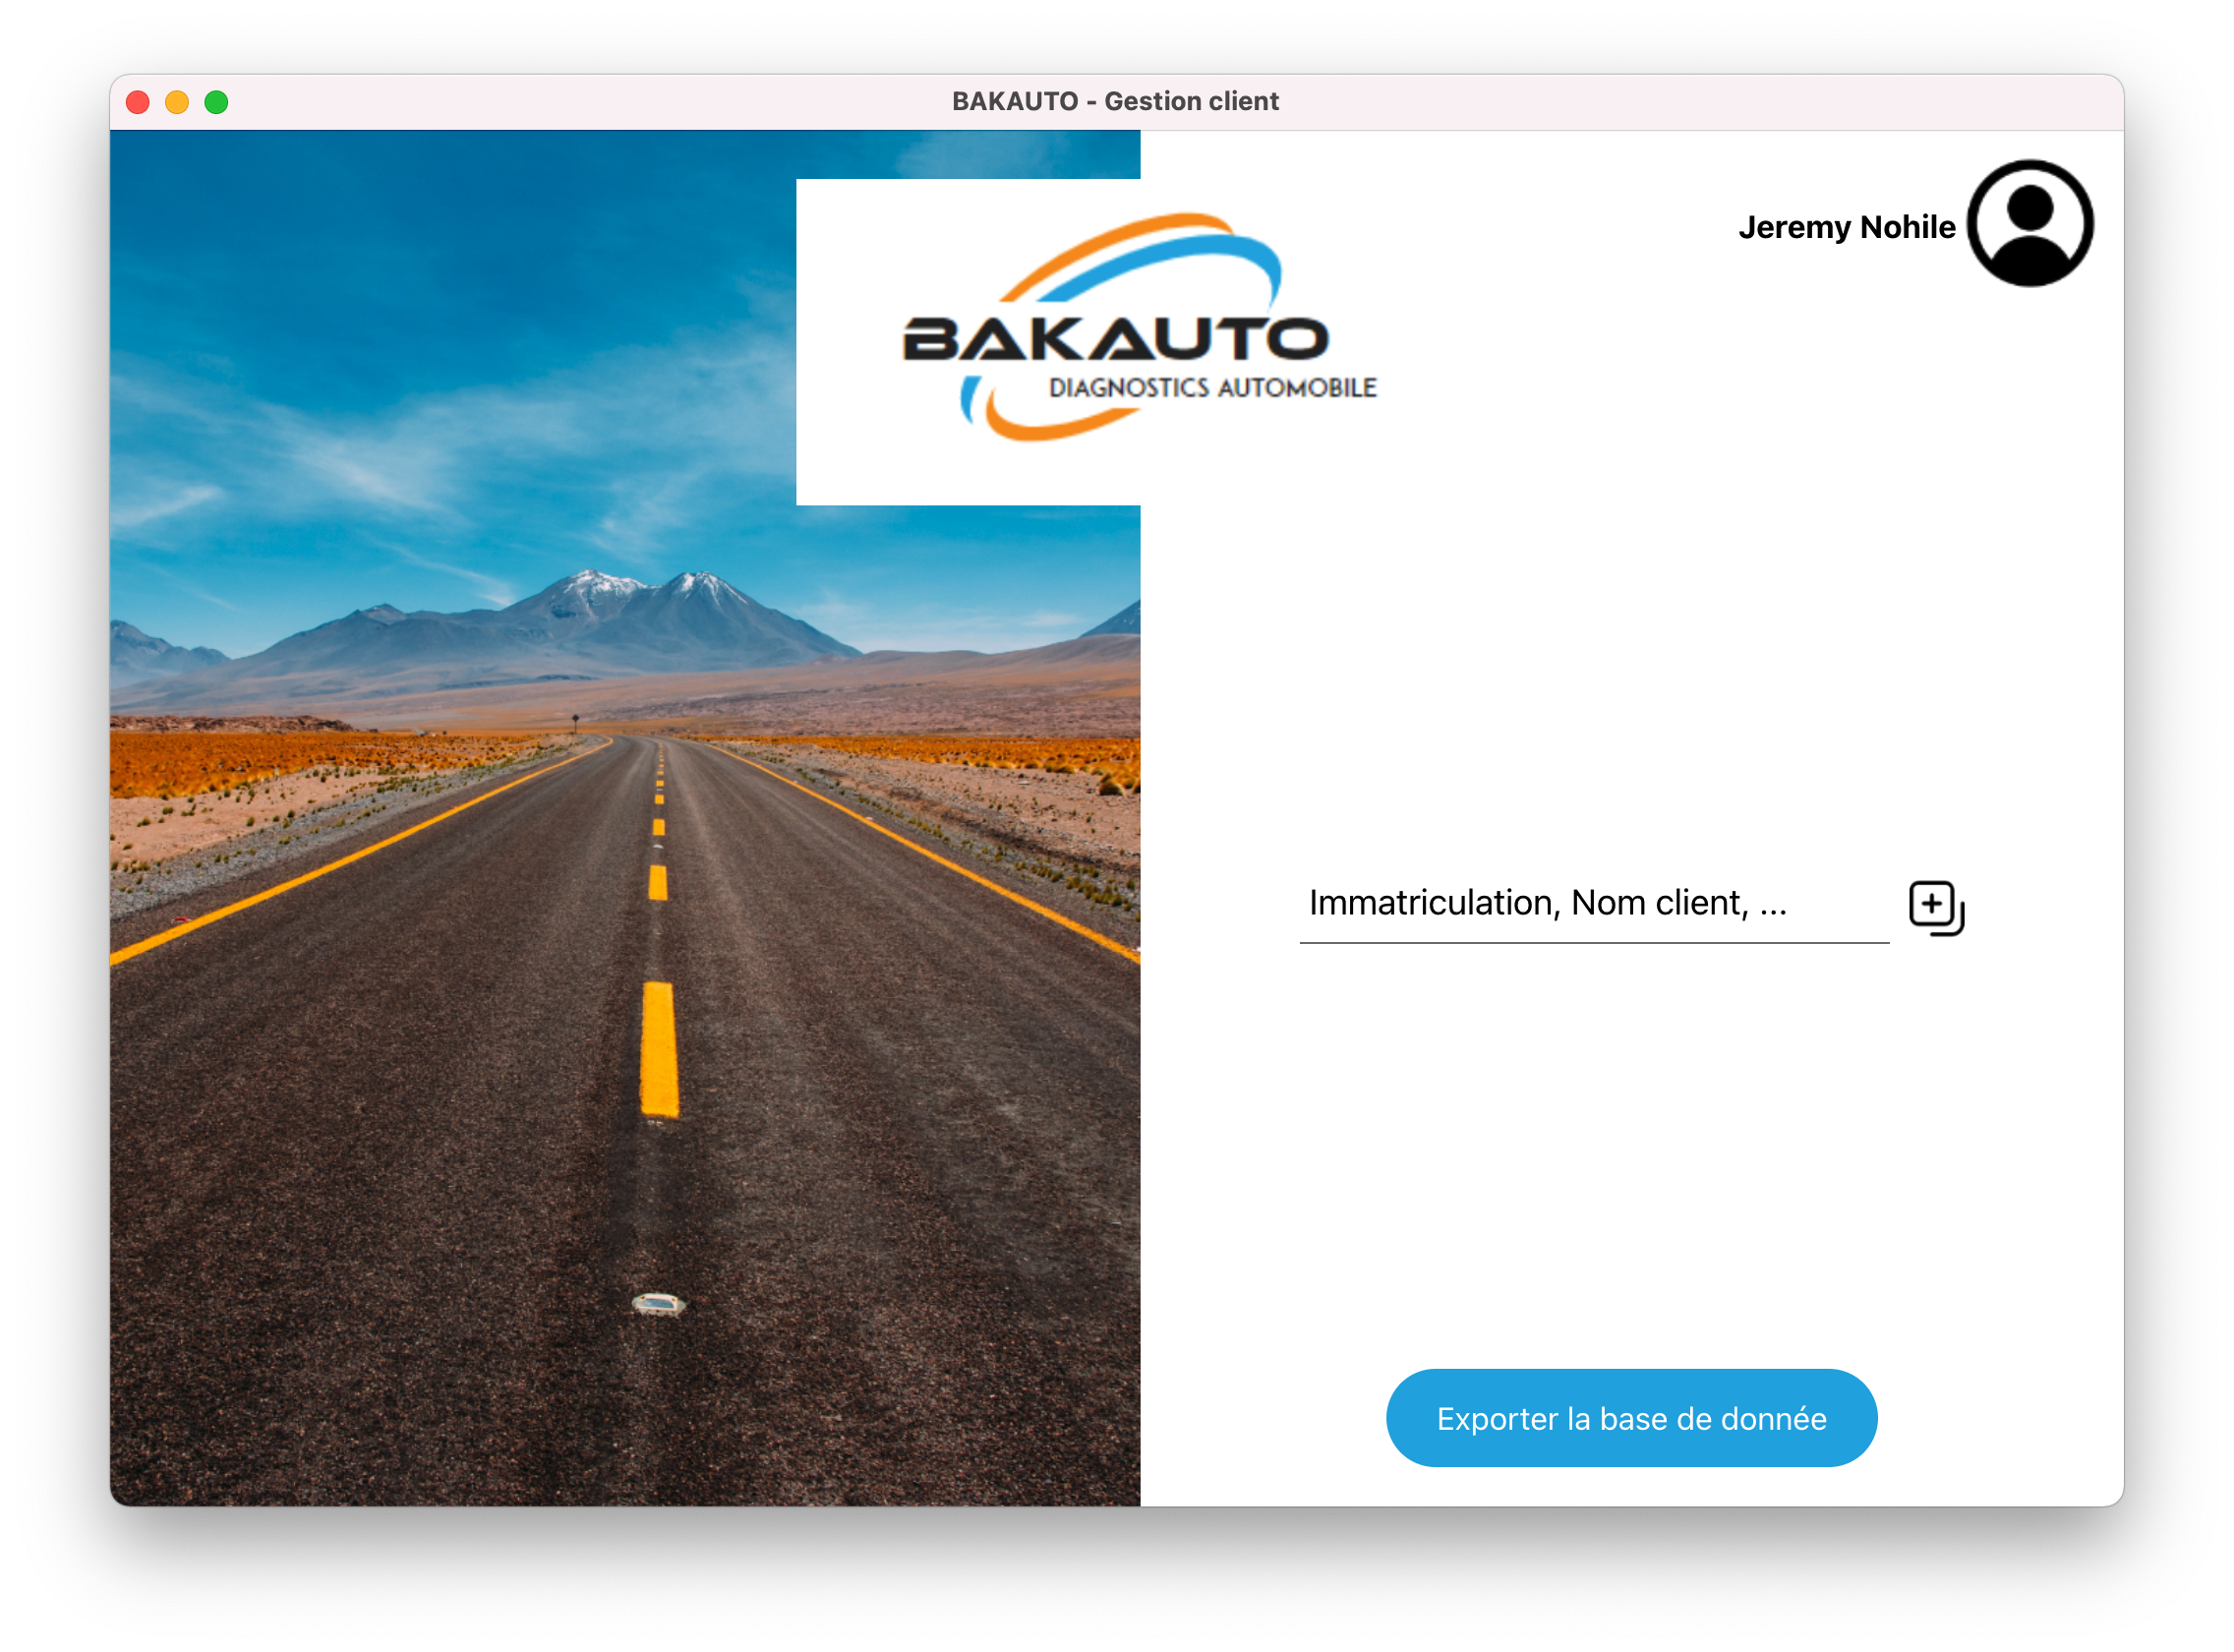 BAKAUTO - Gestion client
Jeremy Nohile
BAKAUTO
DIAGNOSTICS AUTOMOBILE
Immatriculation, Nom client, ...
Exporter la base de donnée